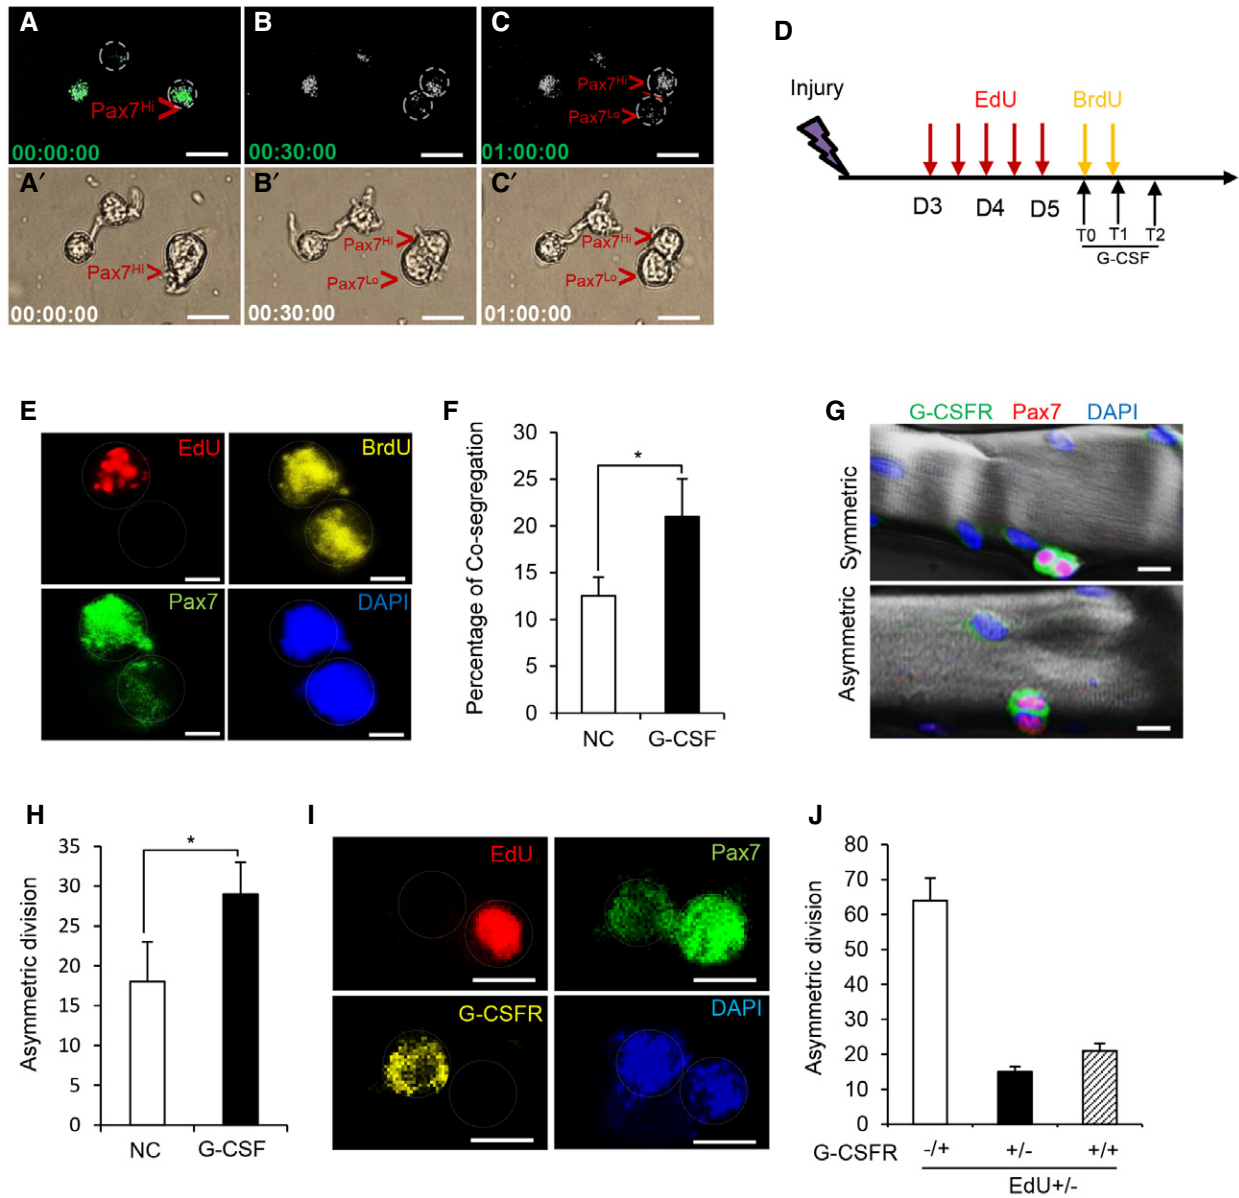 A
B
C
Pax7Hi
Pax7Hi
Pax7Lo
00:00:00
00:30:00
01:00:00
A′
B′
C′
Pax7Hi
Pax7Hi
Pax7Lo
Pax7Hi
Pax7Lo
00:00:00
00:30:00
01:00:00
D
Injury
EdU
BrdU
D3
D4
D5
T0
T1
T2
G-CSF
E
EdU
BrdU
Pax7
DAPI
F
Percentage of Co-segregation
30
25
20
15
10
5
0
*
NC
G-CSF
G
G-CSFR Pax7 DAPI
Symmetric
Asymmetric
H
Asymmetric division
35
30
25
20
15
10
5
0
*
NC
G-CSF
I
EdU
Pax7
G-CSFR
DAPI
J
Asymmetric division
80
70
60
50
40
30
20
10
0
G-CSFR -/+ +/- +/+
EdU+/-